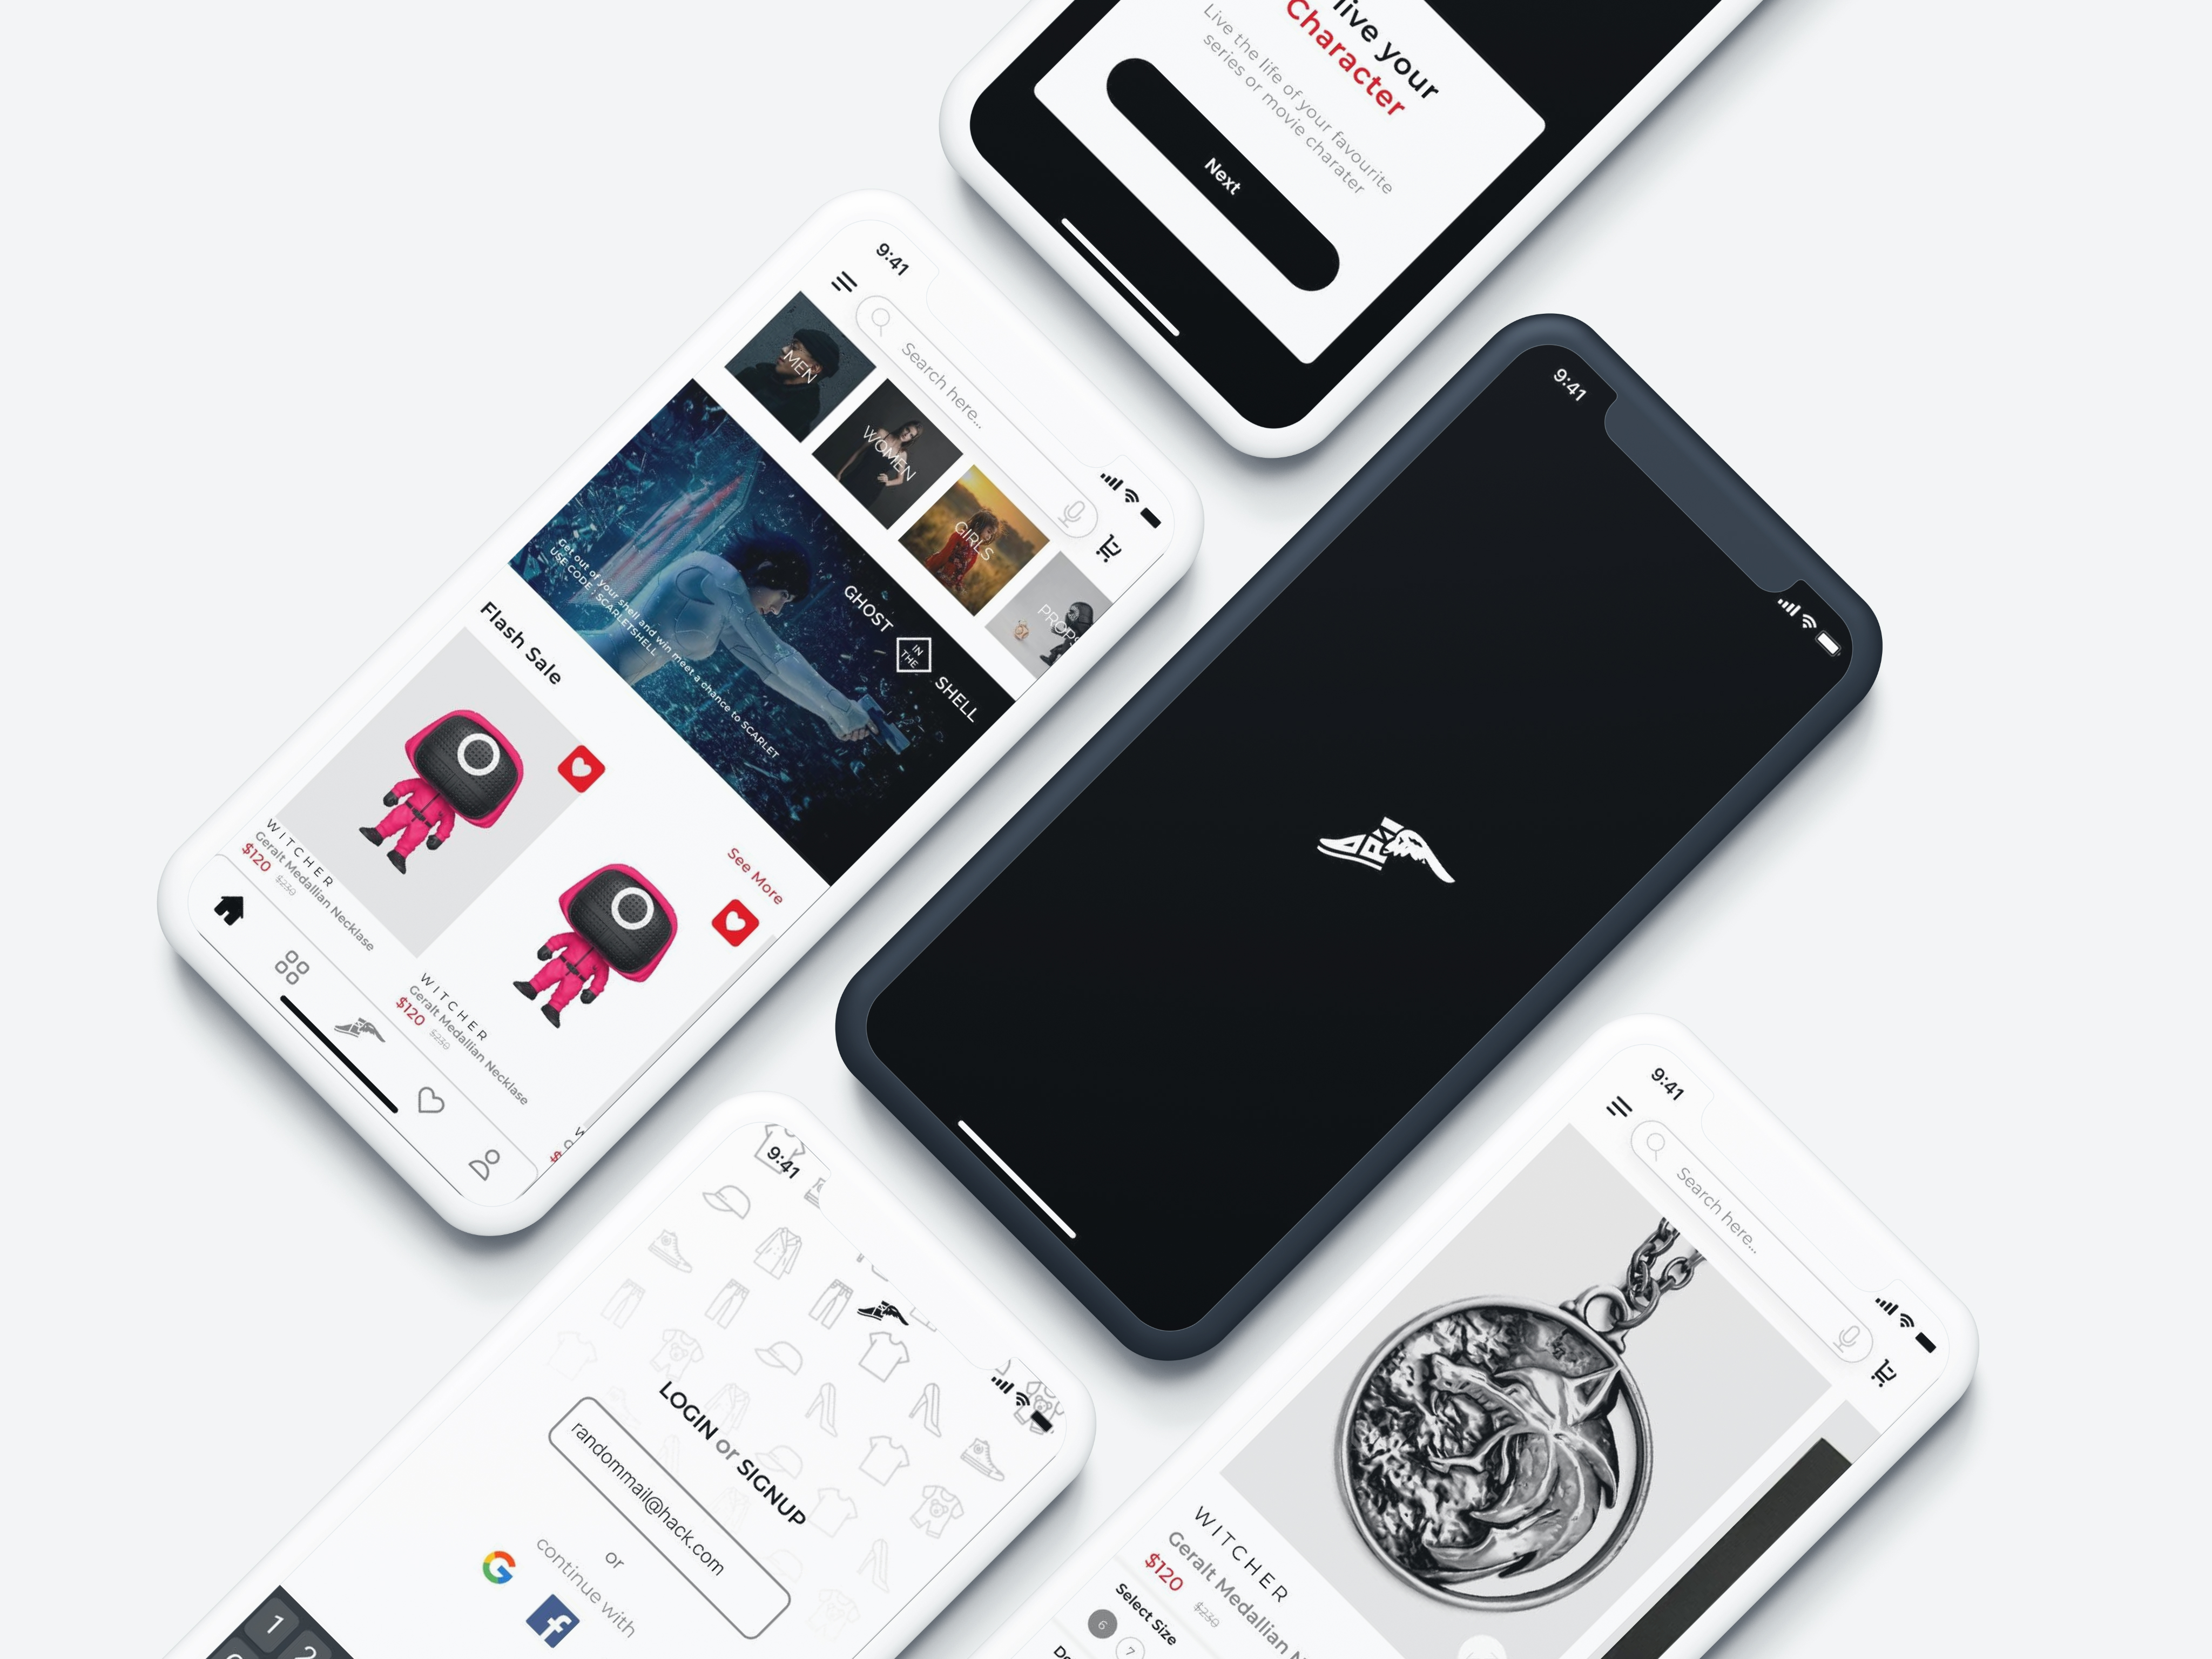 live your
Character
Live the life of your favourite
series or movie charater
Next
9:41
Search here...
MEN
WOMEN
GIRLS
PROPS
GHOST
IN
THE
SHELL
Get out of your shell and win meet a chance to SCARLET
USE CODE : SCARLETSHELL
Flash Sale
See More
WITCHER
Geralt Medallian Necklase
$120 $230
WITCHER
Geralt Medallian Necklase
$120 $230
W
G
$
9:41
9:41
LOGIN or SIGNUP
randommail@hack.com
or
continue with
G
f
1
2
9:41
Search here...
WITCHER
Geralt Medallian N
$120 $230
Select Size
6
7